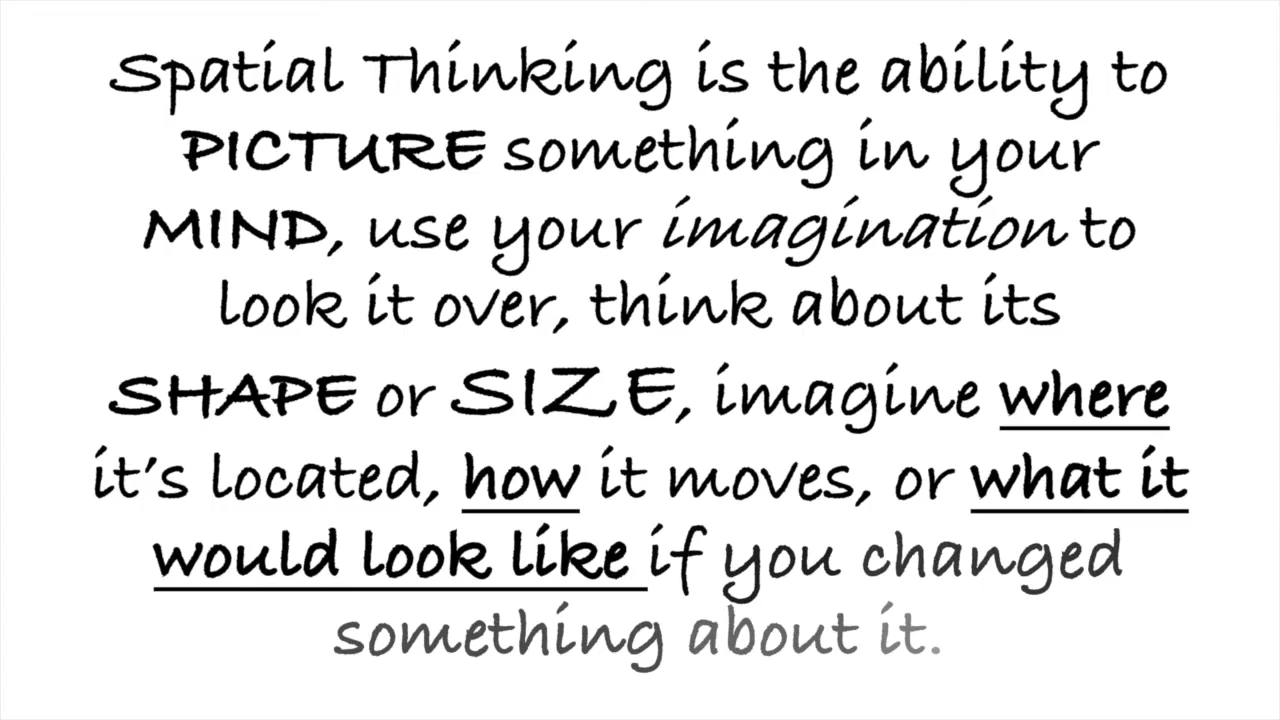 Spatial Thinking is the ability to
PICTURE something in your
MIND, use your imagination to
look it over, think about its
SHAPE or SIZE, imagine where
it's located, how it moves, or what it
would look like if you changed
something about it.